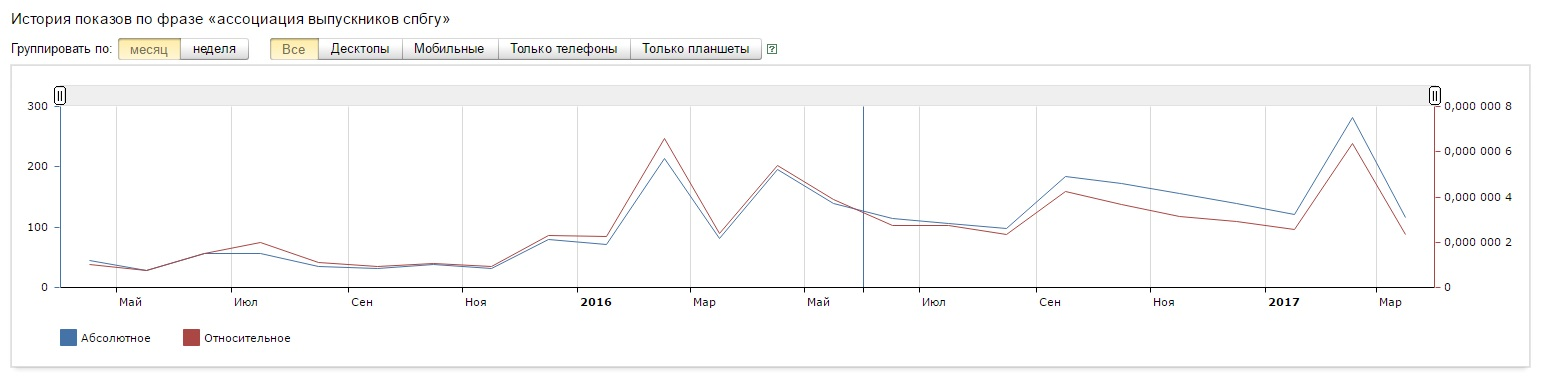 История показов по фразе «ассоциация выпускников спбгу»
Группировать по: месяц неделя Все Десктопы Мобильные Только телефоны Только планшеты ?
300 0,000 000 8
200 0,000 000 6
0,000 000 4
100 0,000 000 2
0 0
Май Июл Сен Ноя 2016 Мар Май Июл Сен Ноя 2017 Мар
Абсолютное Относительное